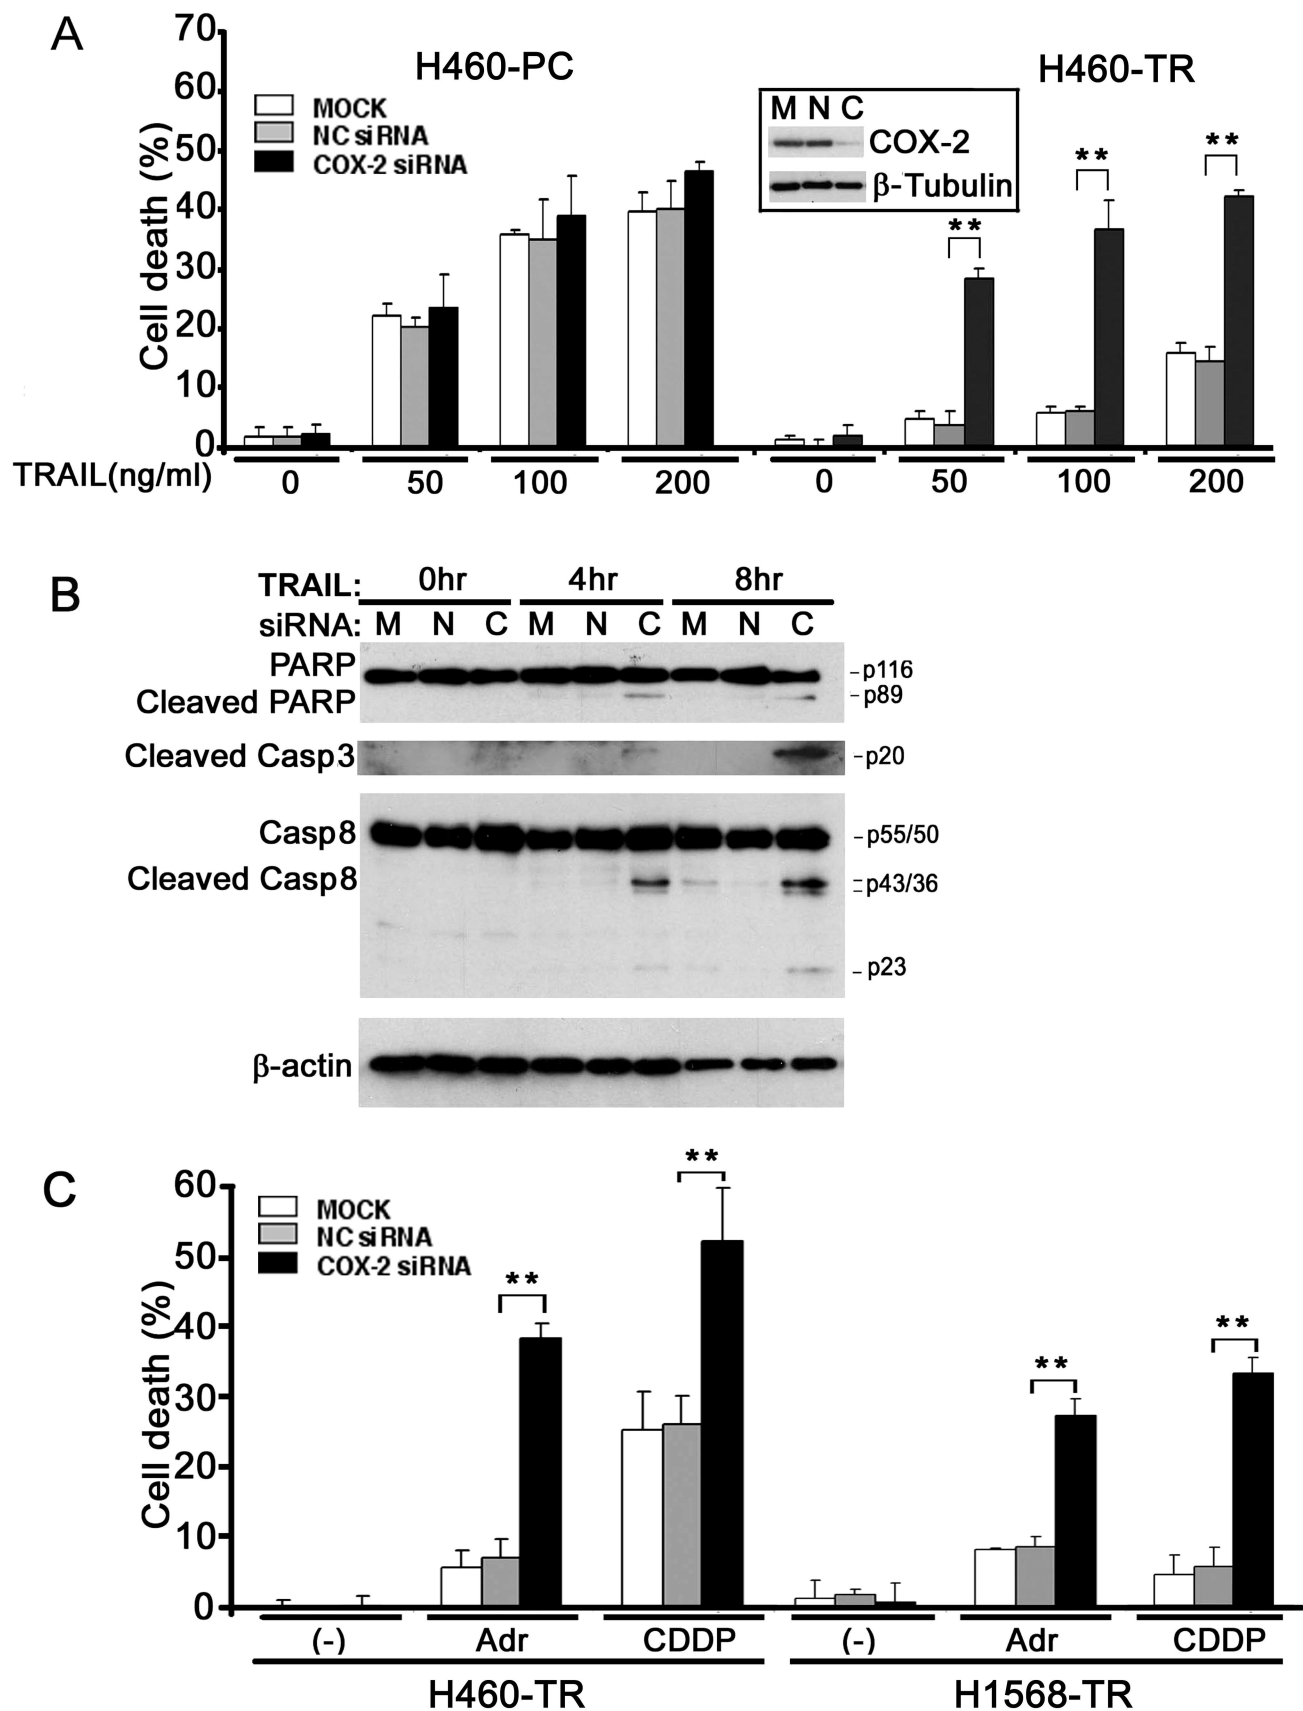 A
70
60
50
40
30
20
10
0
Cell death (%)
H460-PC
H460-TR
MOCK
NC siRNA
COX-2 siRNA
M N C
COX-2
β-Tubulin
**
**
**
TRAIL(ng/ml) 0 50 100 200 0 50 100 200
B
TRAIL: 0hr 4hr 8hr
siRNA: M N C M N C M N C
PARP
-p116
Cleaved PARP
-p89
Cleaved Casp3
-p20
Casp8
-p55/50
Cleaved Casp8
=p43/36
-p23
β-actin
C
60
50
40
30
20
10
0
Cell death (%)
MOCK
NC siRNA
COX-2 siRNA
**
**
**
**
(-) Adr CDDP (-) Adr CDDP
H460-TR H1568-TR